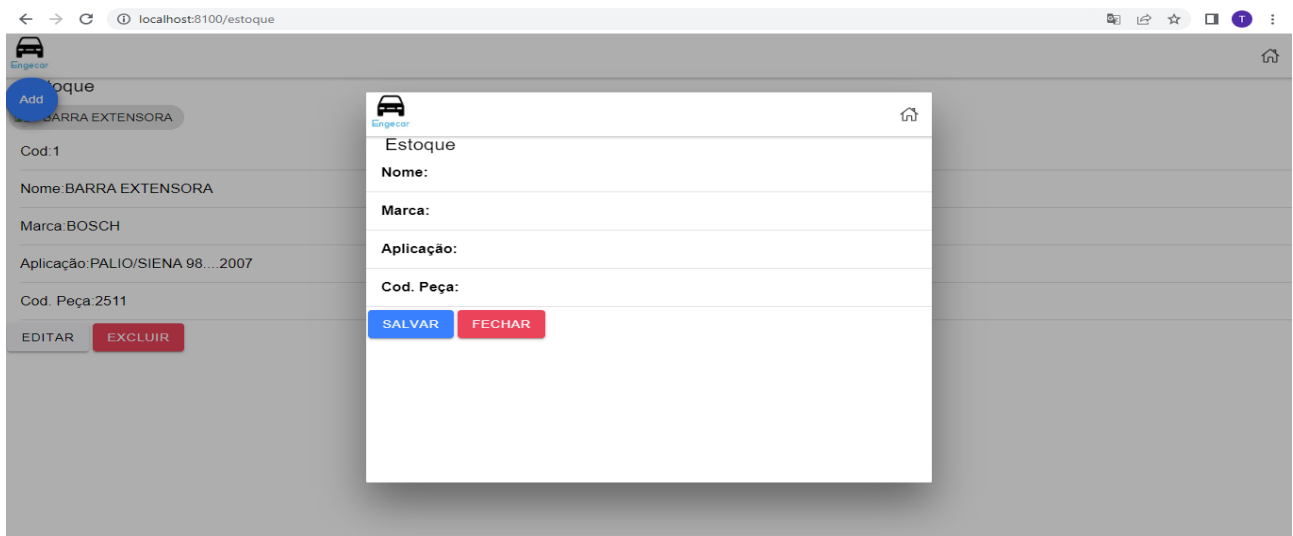 localhost:8100/estoque
T
Engecar
toque
Add
BARRA EXTENSORA
Cod:1
Nome:BARRA EXTENSORA
Marca:BOSCH
Aplicação:PALIO/SIENA 98....2007
Cod. Peça:2511
EDITAR EXCLUIR
Engecar
Estoque
Nome:
Marca:
Aplicação:
Cod. Peça:
SALVAR FECHAR